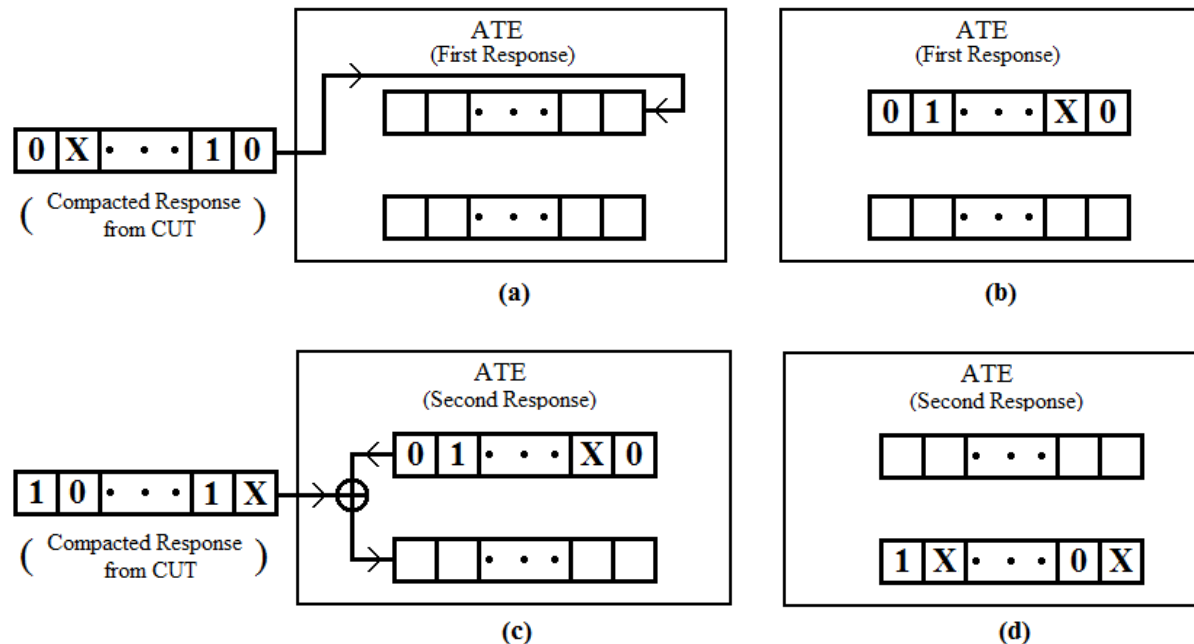 ATE
(First Response)
0 X • • • 1 0
( Compacted Response
from CUT )
(a)
ATE
(First Response)
0 1 • • • X 0
(b)
ATE
(Second Response)
0 1 • • • X 0
1 0 • • • 1 X
( Compacted Response
from CUT )
(c)
ATE
(Second Response)
1 X • • • 0 X
(d)